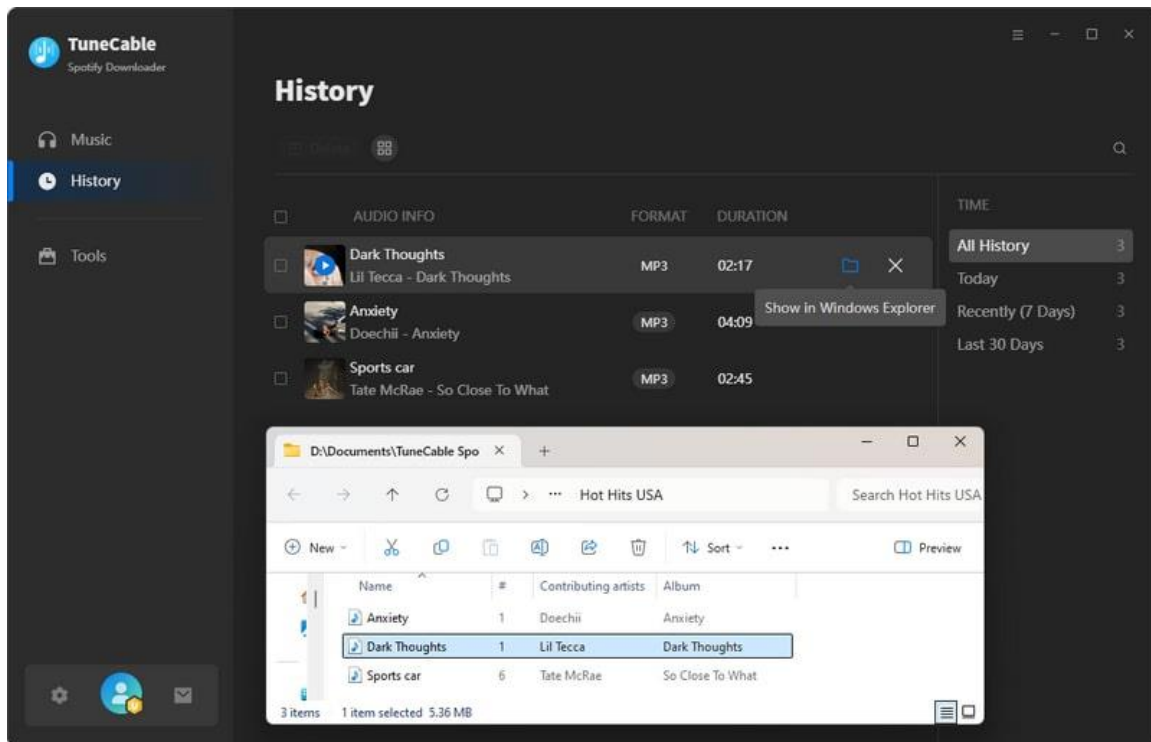 TuneCable
Spotify Downloader
Music
History
Tools
History
AUDIO INFO FORMAT DURATION
Dark Thoughts
Lil Tecca - Dark Thoughts
MP3 02:17
Show in Windows Explorer
Anxiety
Doechii - Anxiety
MP3 04:09
Sports car
Tate McRae - So Close To What
MP3 02:45
TIME
All History 3
Today 3
Recently (7 Days) 3
Last 30 Days 3
D:\Documents\TuneCable Spo
Hot Hits USA
Search Hot Hits USA
New
Sort
Preview
Name # Contributing artists Album
Anxiety 1 Doechii Anxiety
Dark Thoughts 1 Lil Tecca Dark Thoughts
Sports car 6 Tate McRae So Close To What
3 items 1 item selected 5.36 MB